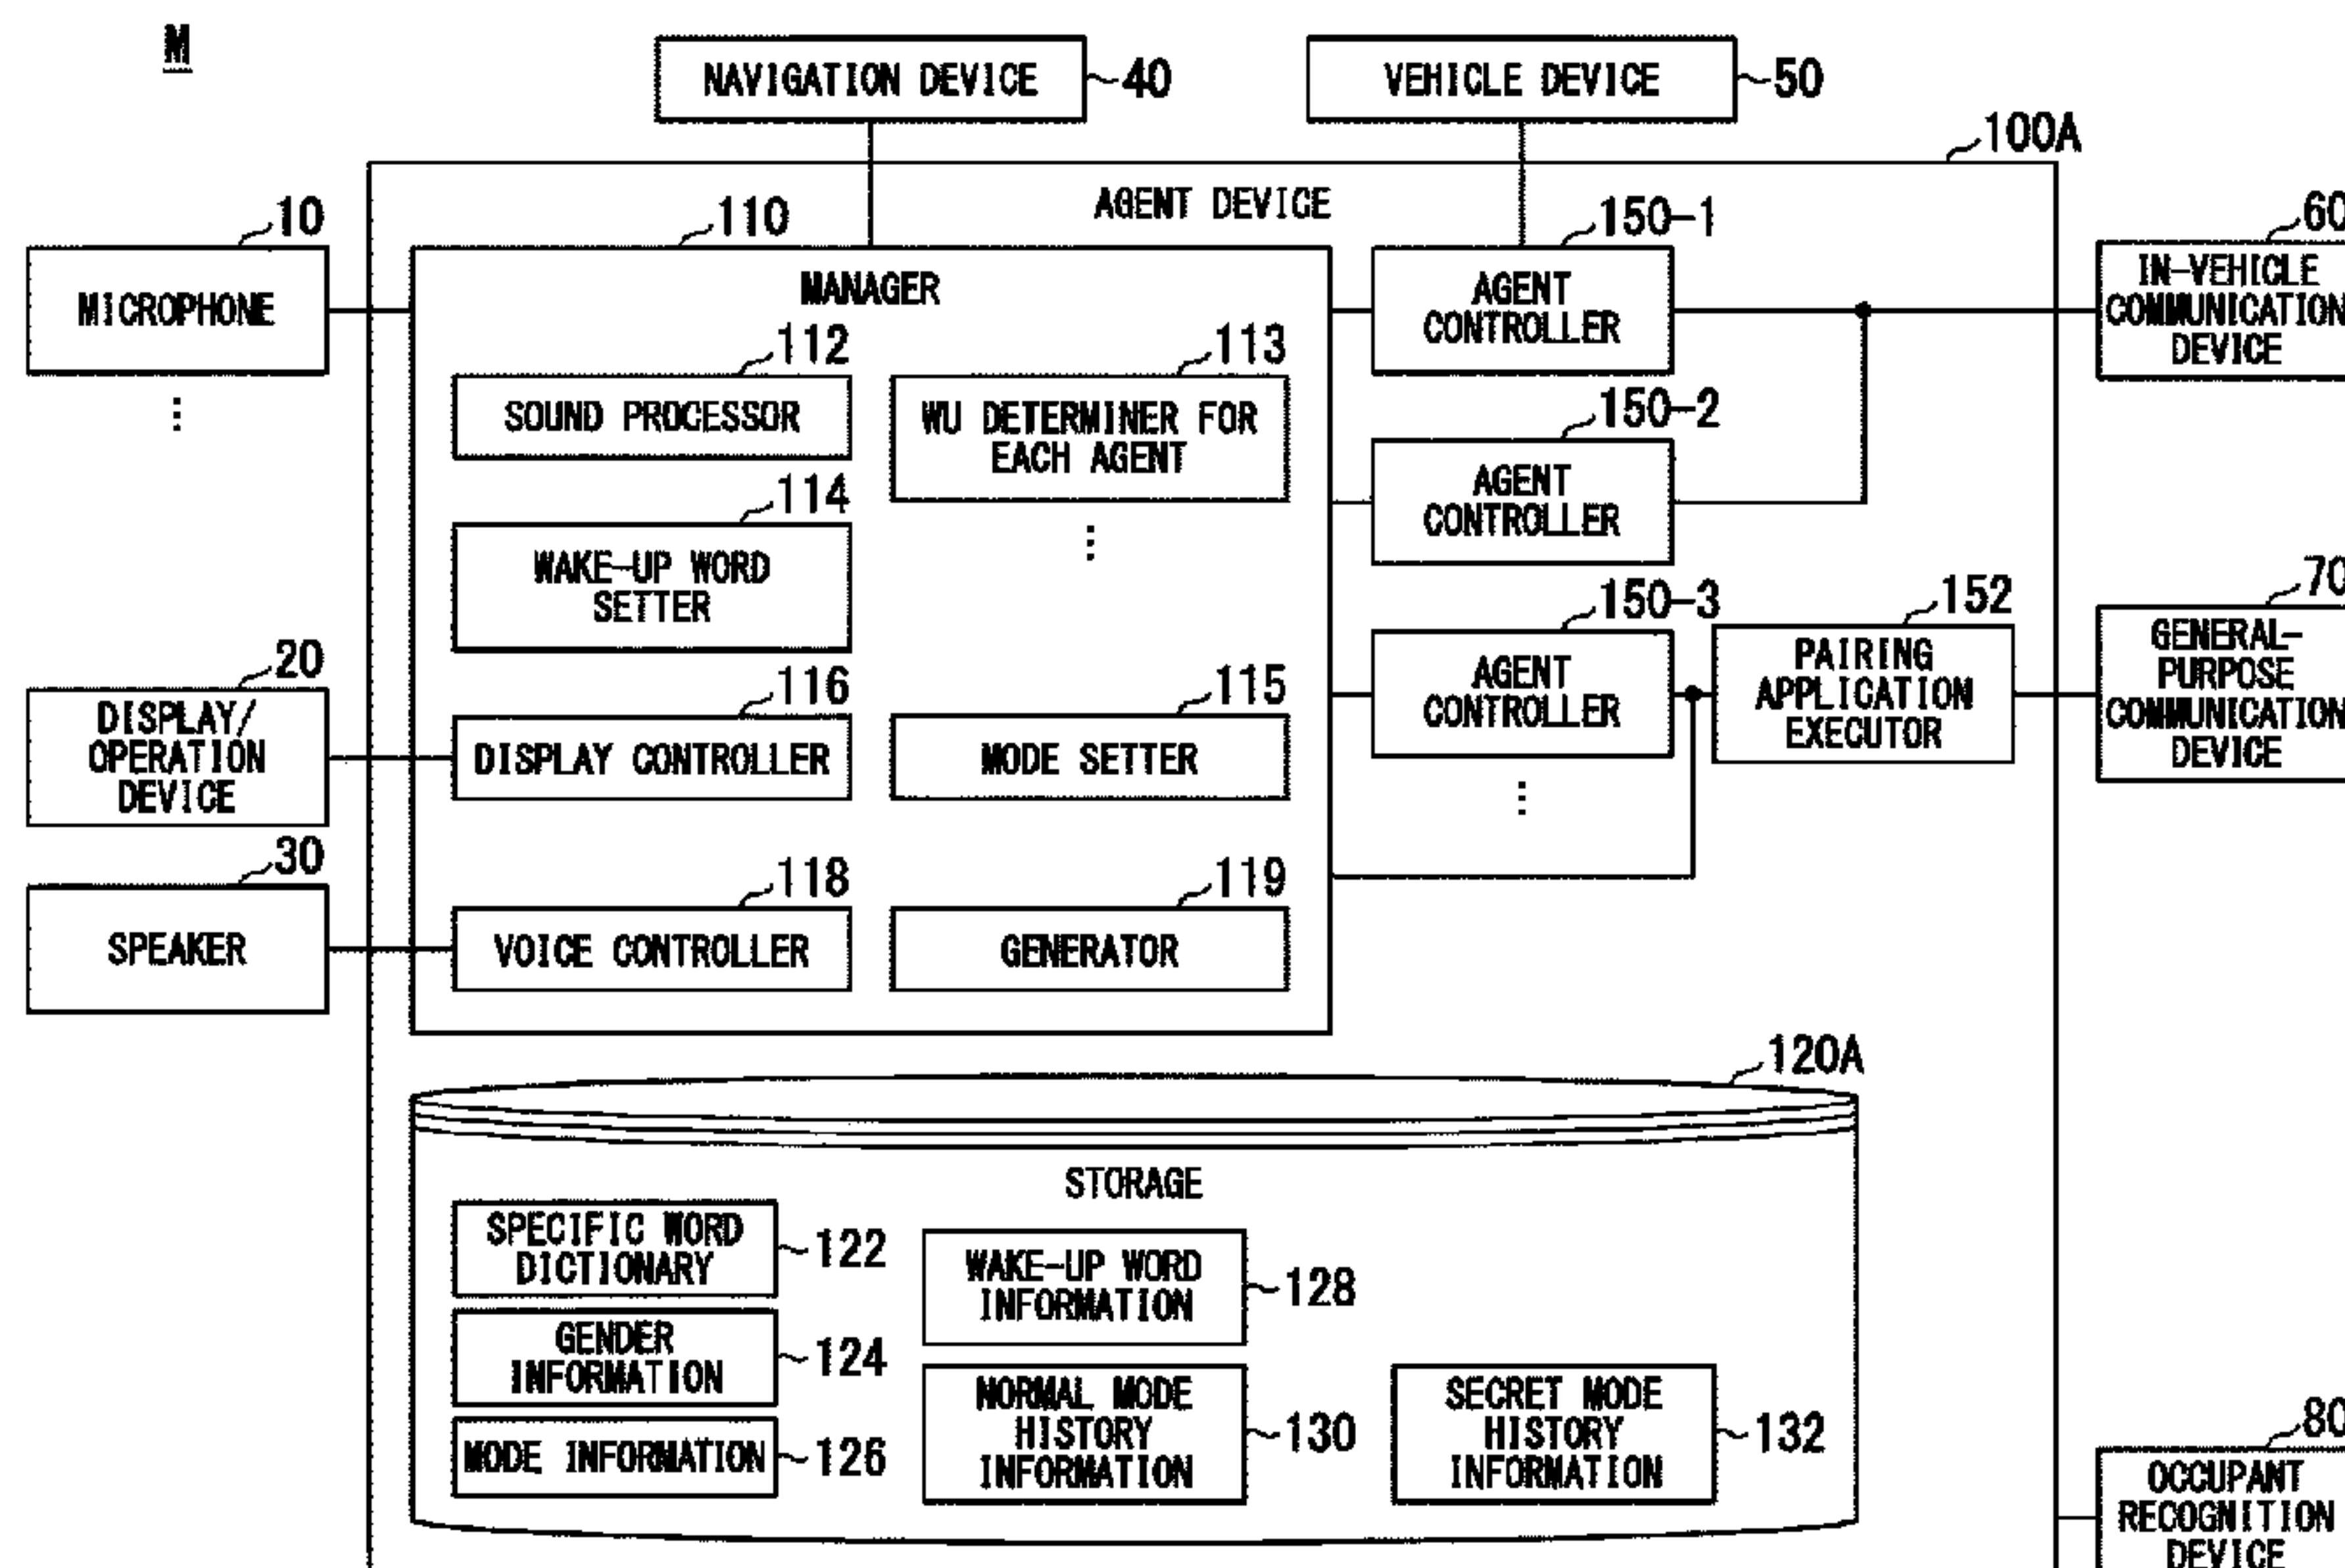 M
NAVIGATION DEVICE
40
VEHICLE DEVICE
50
100A
AGENT DEVICE
10
MICROPHONE
⋮
110
MANAGER
112
SOUND PROCESSOR
113
WU DETERMINER FOR
EACH AGENT
⋮
114
WAKE-UP WORD
SETTER
20
DISPLAY/
OPERATION
DEVICE
116
DISPLAY CONTROLLER
115
MODE SETTER
30
SPEAKER
118
VOICE CONTROLLER
119
GENERATOR
150-1
AGENT
CONTROLLER
150-2
AGENT
CONTROLLER
150-3
AGENT
CONTROLLER
⋮
152
PAIRING
APPLICATION
EXECUTOR
60
IN-VEHICLE
COMMUNICATION
DEVICE
70
GENERAL-
PURPOSE
COMMUNICATION
DEVICE
120A
STORAGE
SPECIFIC WORD
DICTIONARY
122
GENDER
INFORMATION
124
MODE INFORMATION
126
WAKE-UP WORD
INFORMATION
128
NORMAL MODE
HISTORY
INFORMATION
130
SECRET MODE
HISTORY
INFORMATION
132
80
OCCUPANT
RECOGNITION
DEVICE